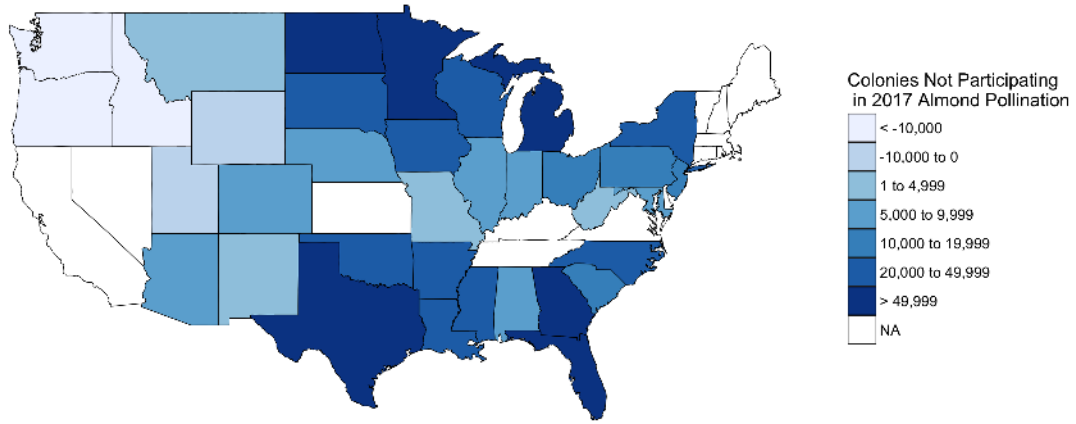 Colonies Not Participating
in 2017 Almond Pollination
< -10,000
-10,000 to 0
1 to 4,999
5,000 to 9,999
10,000 to 19,999
20,000 to 49,999
> 49,999
NA